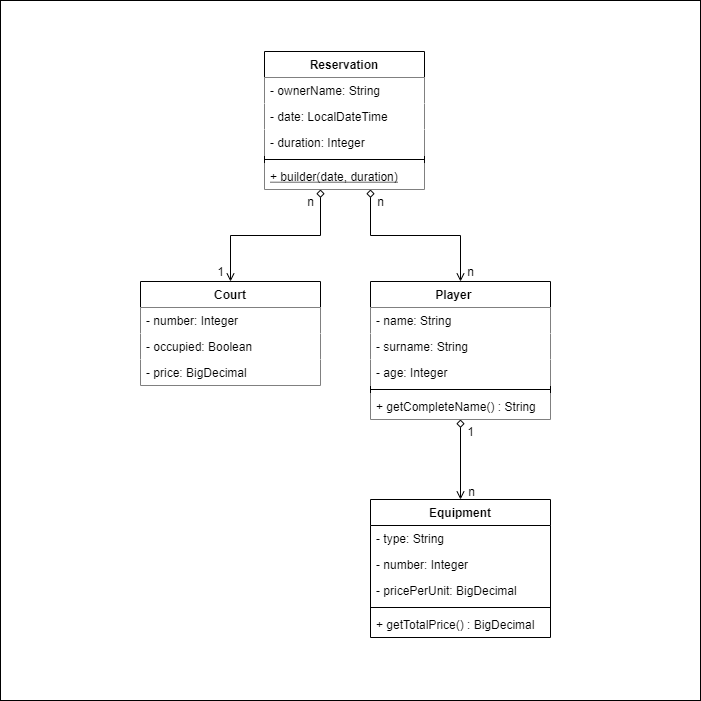 Reservation
- ownerName: String
- date: LocalDateTime
- duration: Integer
+ builder(date, duration)
n
n
1
n
Court
- number: Integer
- occupied: Boolean
- price: BigDecimal
Player
- name: String
- surname: String
- age: Integer
+ getCompleteName() : String
1
n
Equipment
- type: String
- number: Integer
- pricePerUnit: BigDecimal
+ getTotalPrice() : BigDecimal